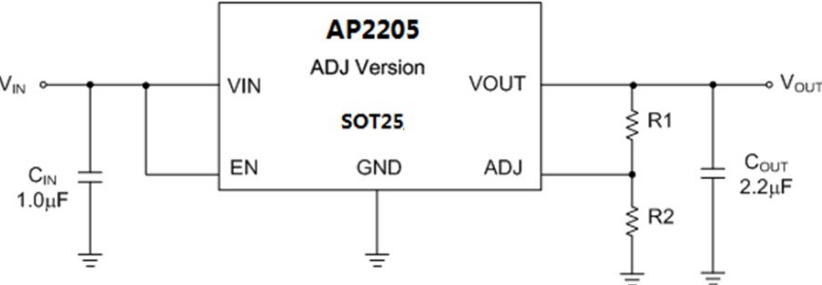 AP2205
ADJ Version
SOT25
VIN
VOUT
EN
GND
ADJ
VIN
CIN
1.0μF
R1
R2
VOUT
COUT
2.2μF